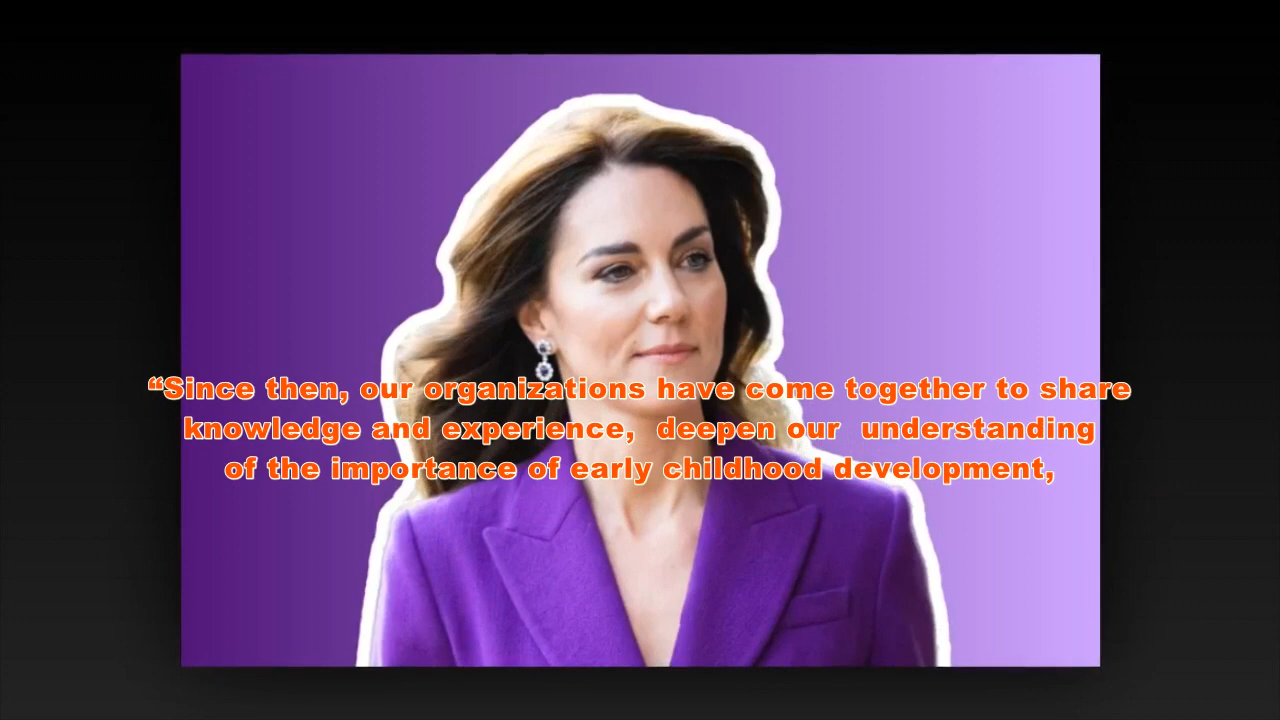 “Since then, our organizations have come together to share
knowledge and experience,  deepen our  understanding
of the importance of early childhood development,